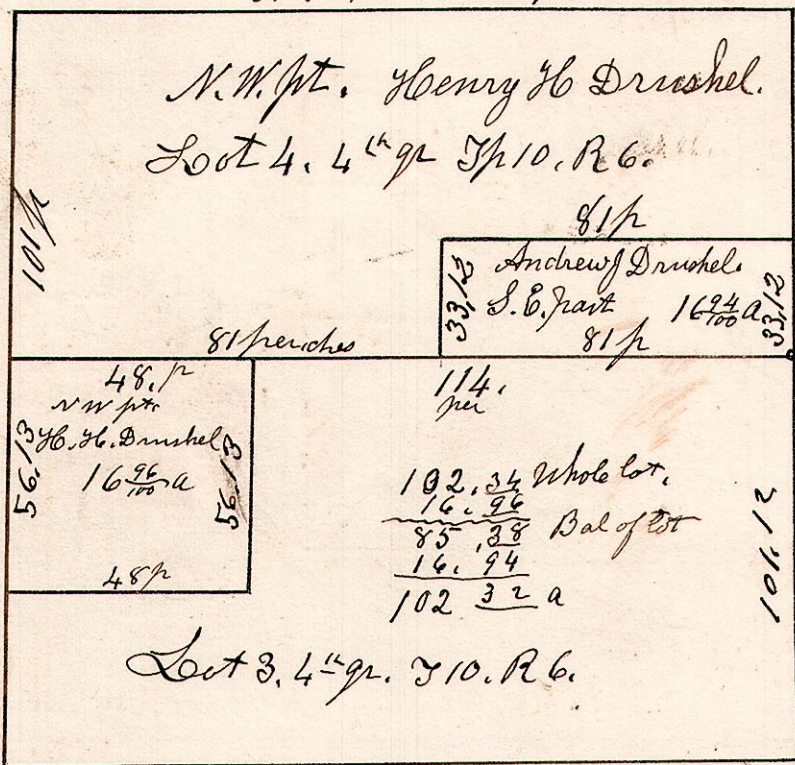 N.W. pt. Henry H Drushel.
Lot 4. 4th qr Tp 10. R 6.
101 p
81 p
33,12
Andrew J Drushel.
S.E. part 16 94/100 a
33,12
81 p
81 perches
48. p
N W pt.
H. H. Drushel
16 96/100 a
56.13
56.13
48 p
114.
per
102.34 Whole lot.
16.96
85.38 Bal of lot
16.94
102 32 a
101.12
Lot 3. 4th qr. T 10. R 6.